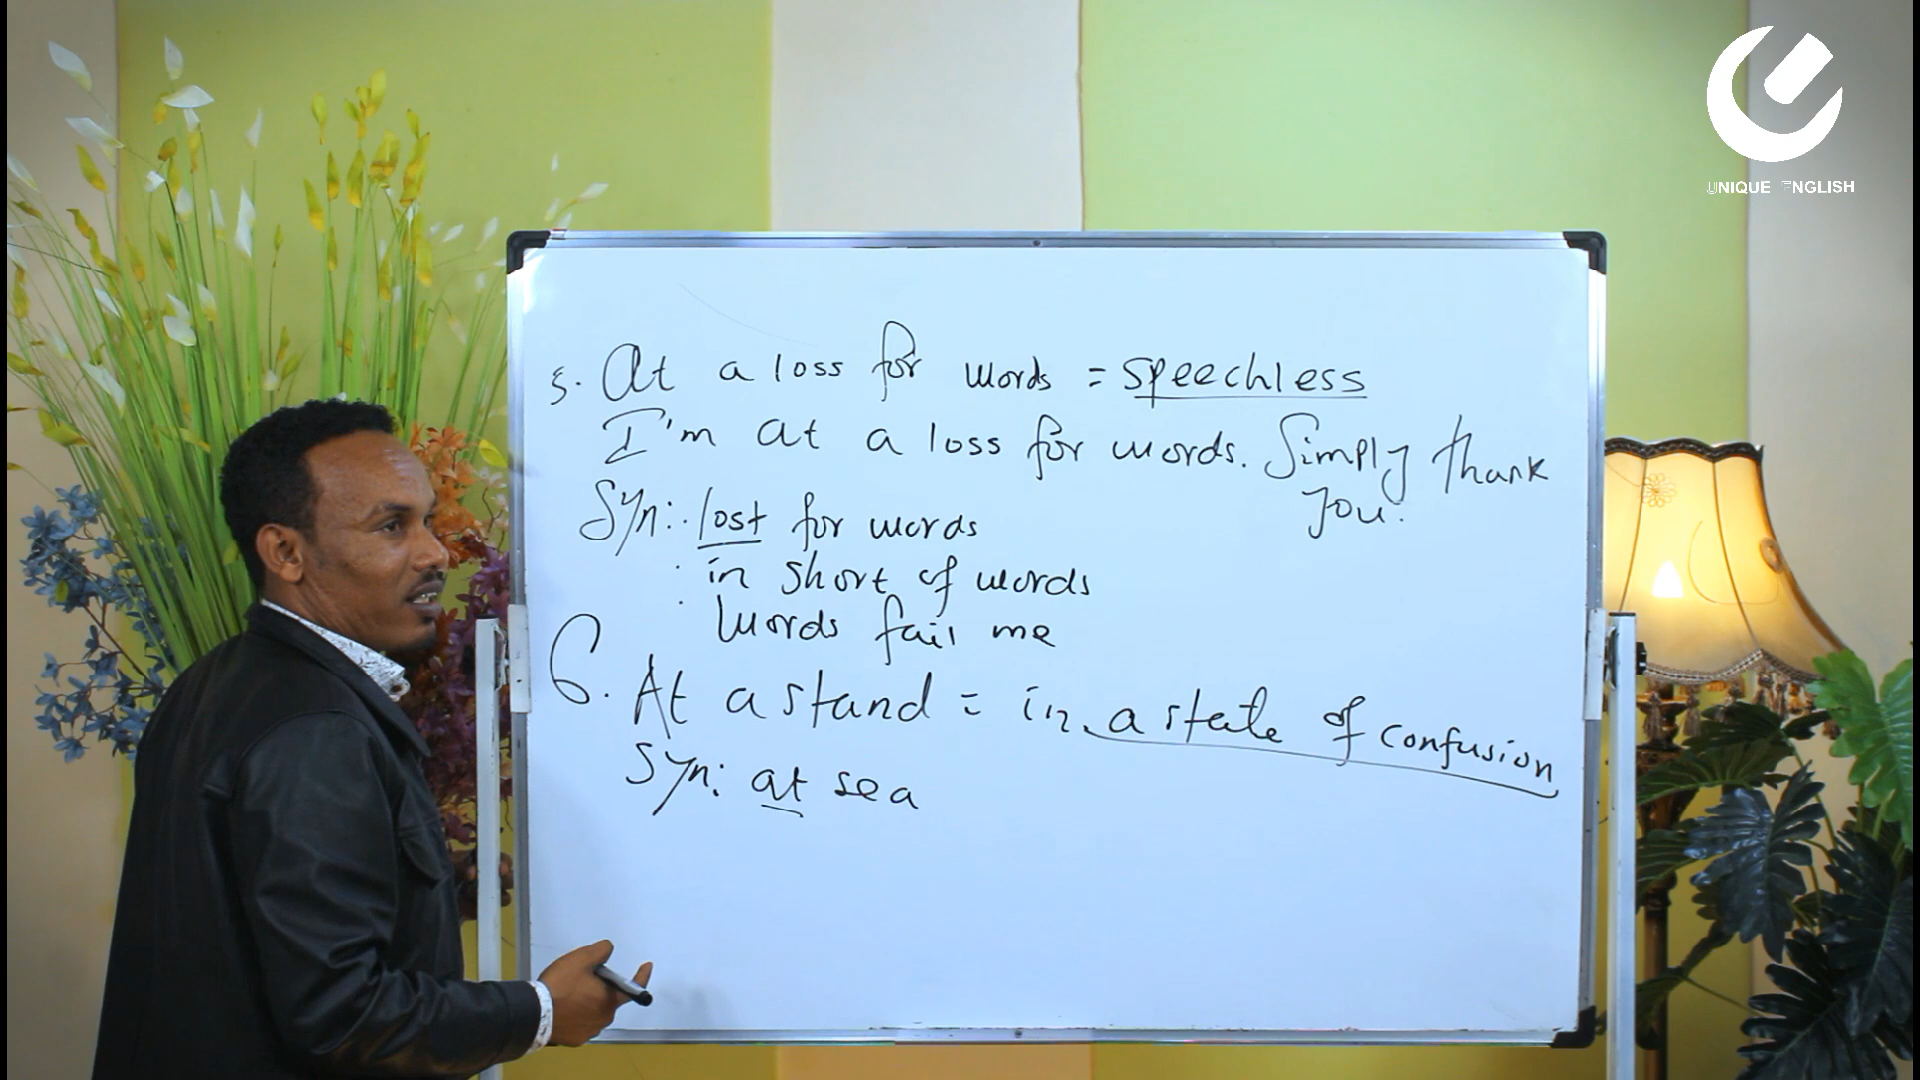 UNIQUE ENGLISH
5. At a loss for words = speechless
I'm at a loss for words. Simply thank
you.
Syn: . lost for words
. in short of words
. words fail me
6. At a stand = in a state of confusion
Syn: at sea